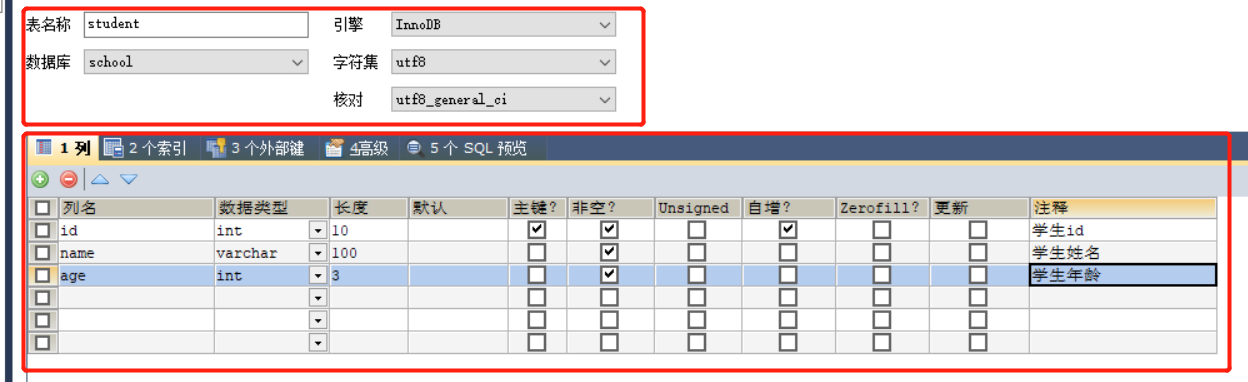 表名称 student 引擎 InnoDB
数据库 school 字符集 utf8
核对 utf8_general_ci
1 列 2 个索引 3 个外部键 4高级 5 个 SQL 预览
列名 数据类型 长度 默认 主键? 非空? Unsigned 自增? Zerofill? 更新 注释
id int 10 学生id
name varchar 100 学生姓名
age int 3 学生年龄